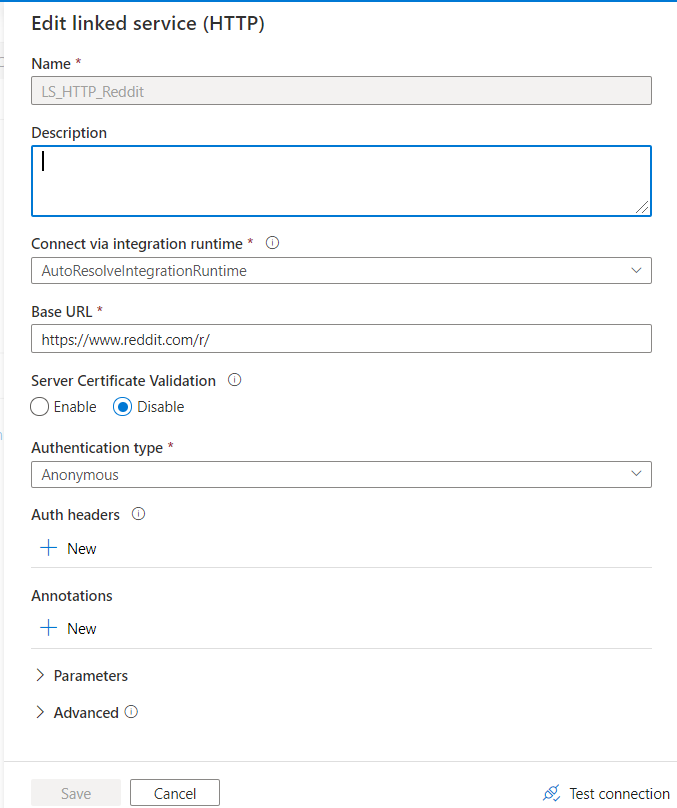 Edit linked service (HTTP)
Name *
LS_HTTP_Reddit
Description
Connect via integration runtime *
AutoResolveIntegrationRuntime
Base URL *
https://www.reddit.com/r/
Server Certificate Validation
Enable Disable
Authentication type *
Anonymous
Auth headers
New
Annotations
New
Parameters
Advanced
Save Cancel Test connection